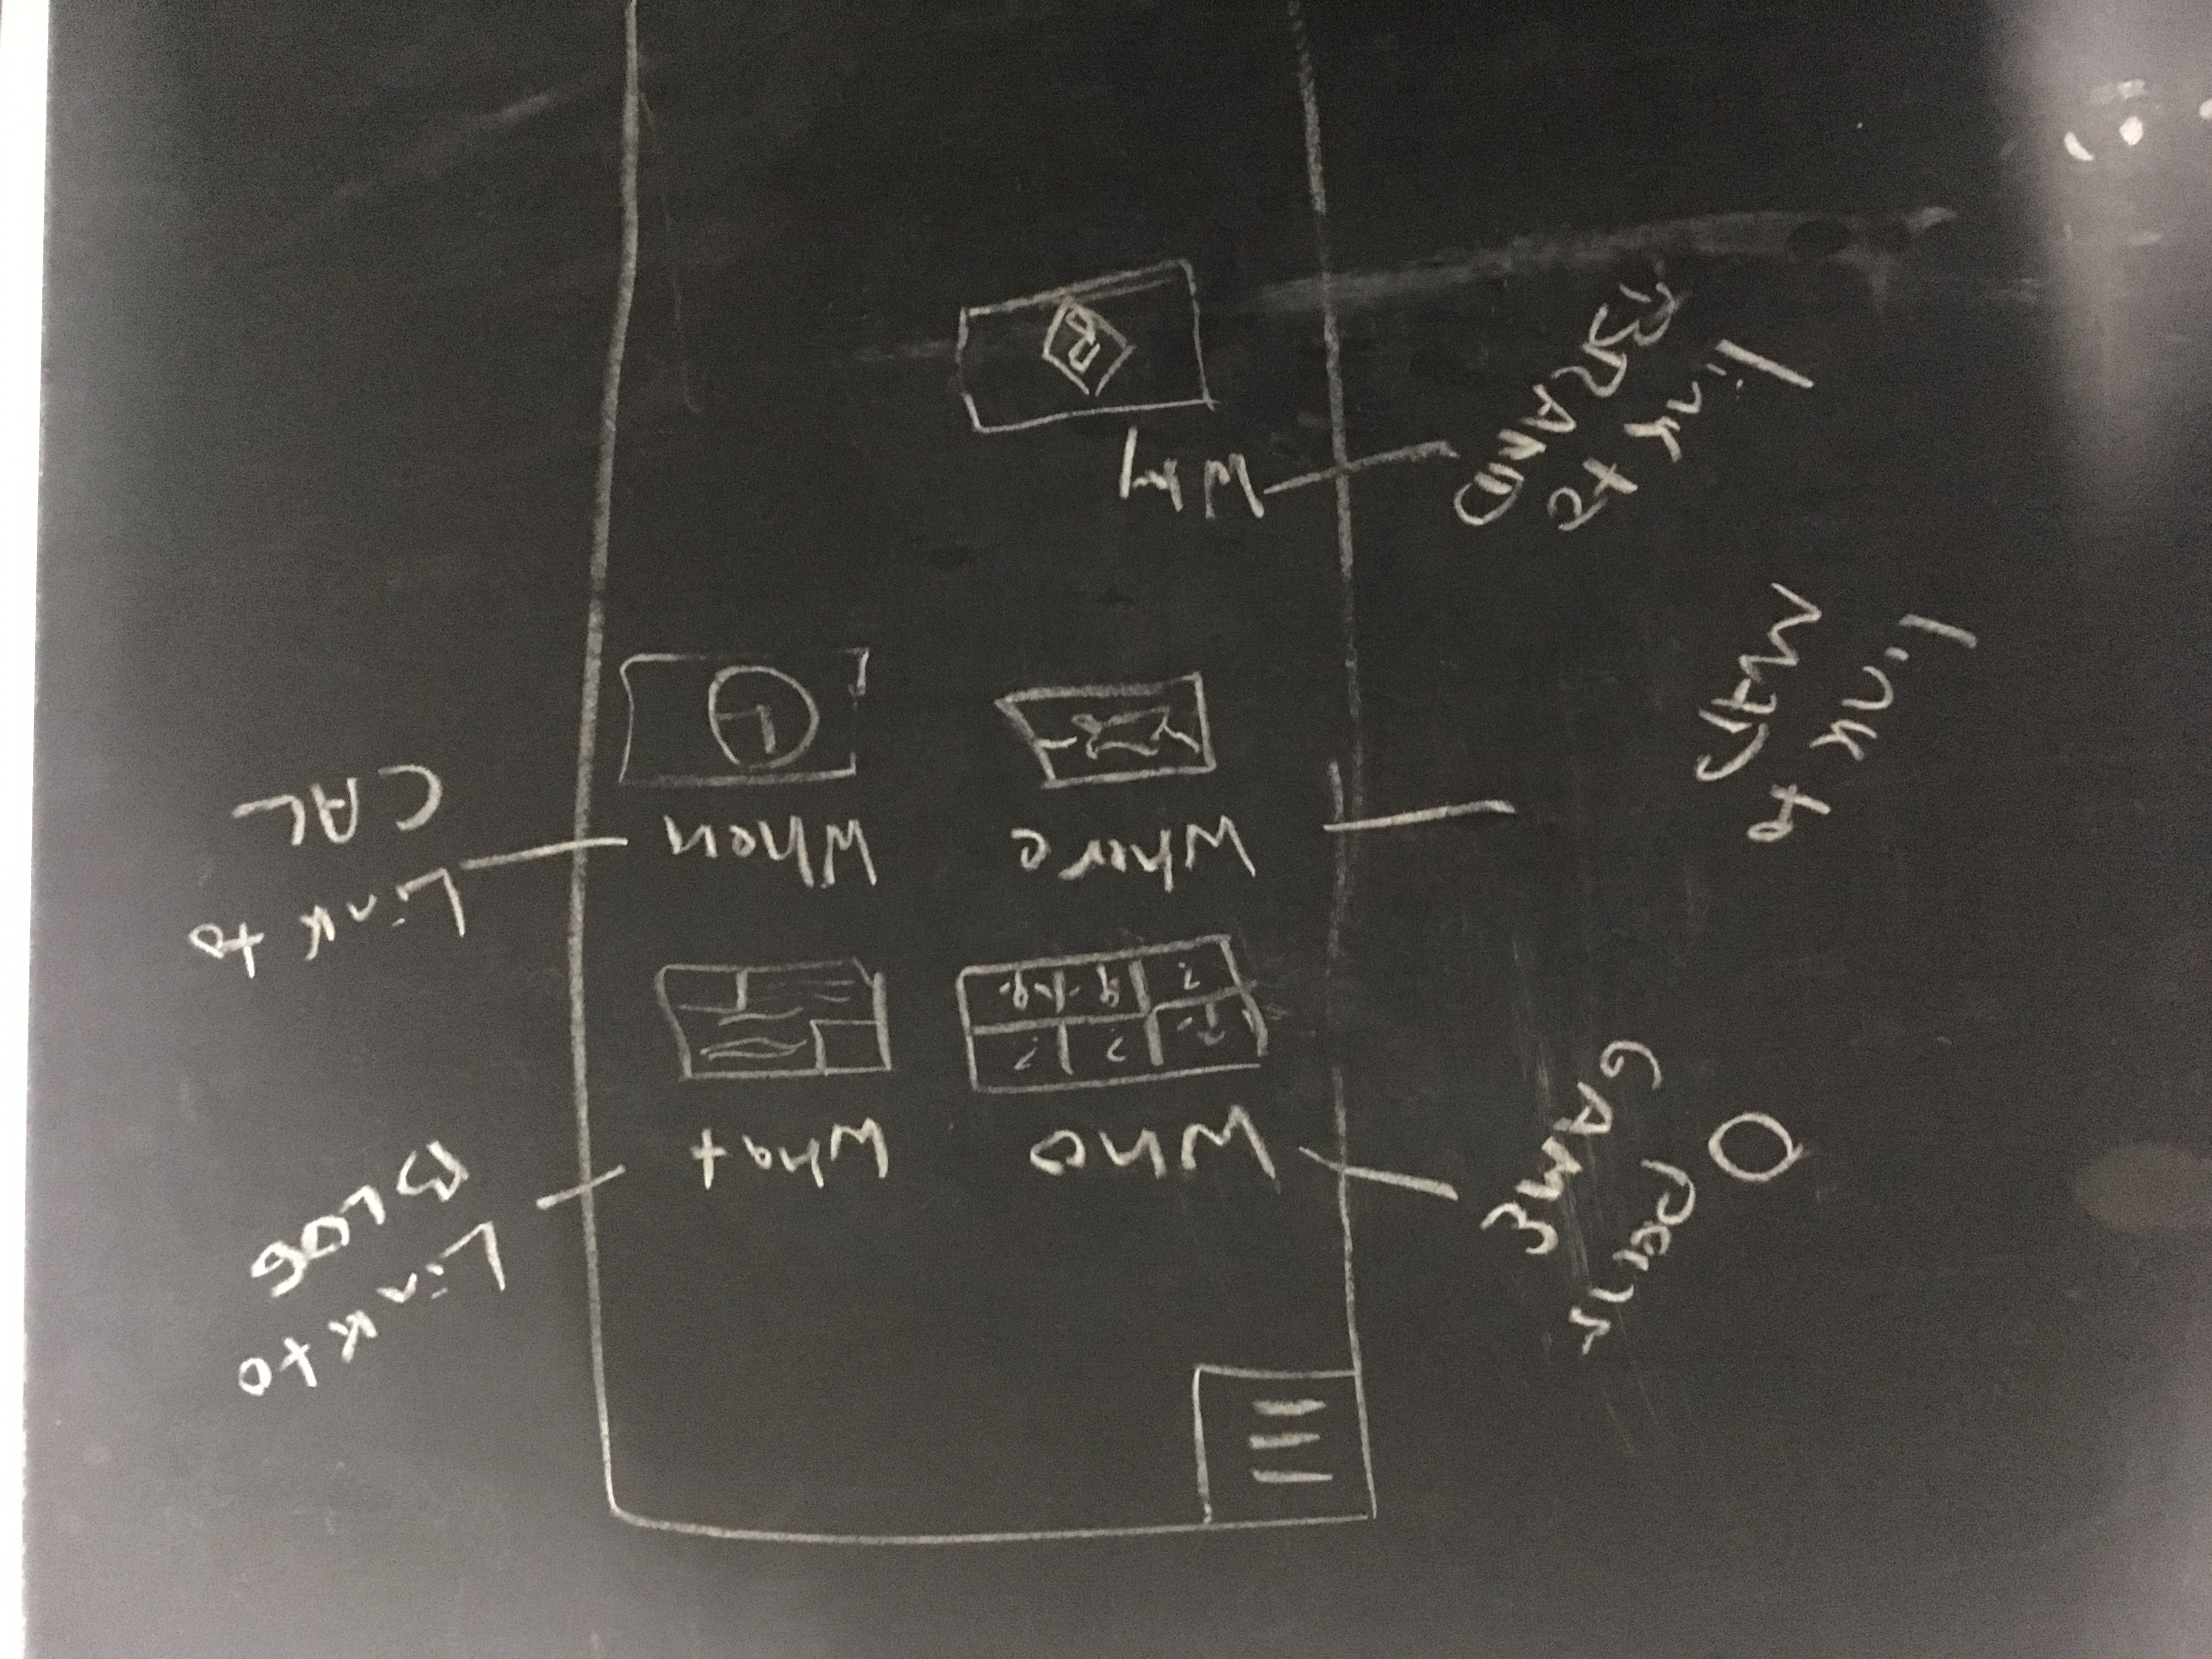 Opens
GAME
Link to
BLOG
Who
What
? ? ?
?
Where
When
Link to
MAP
Link to
CAL
Why
Link to
BRAND